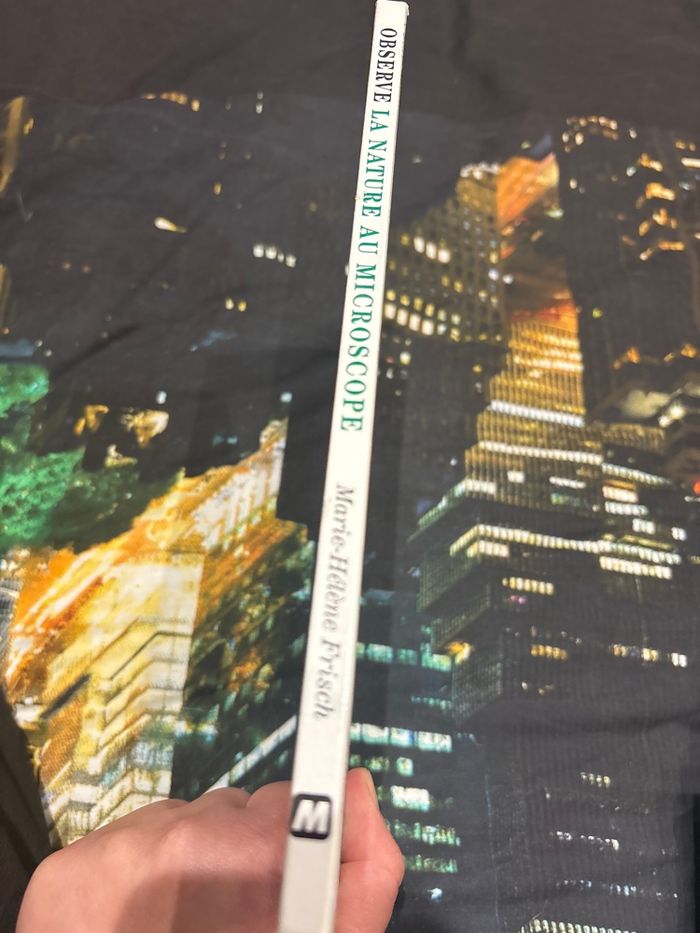 OBSERVE LA NATURE AU MICROSCOPE
Marie-Hélène Frisch
M